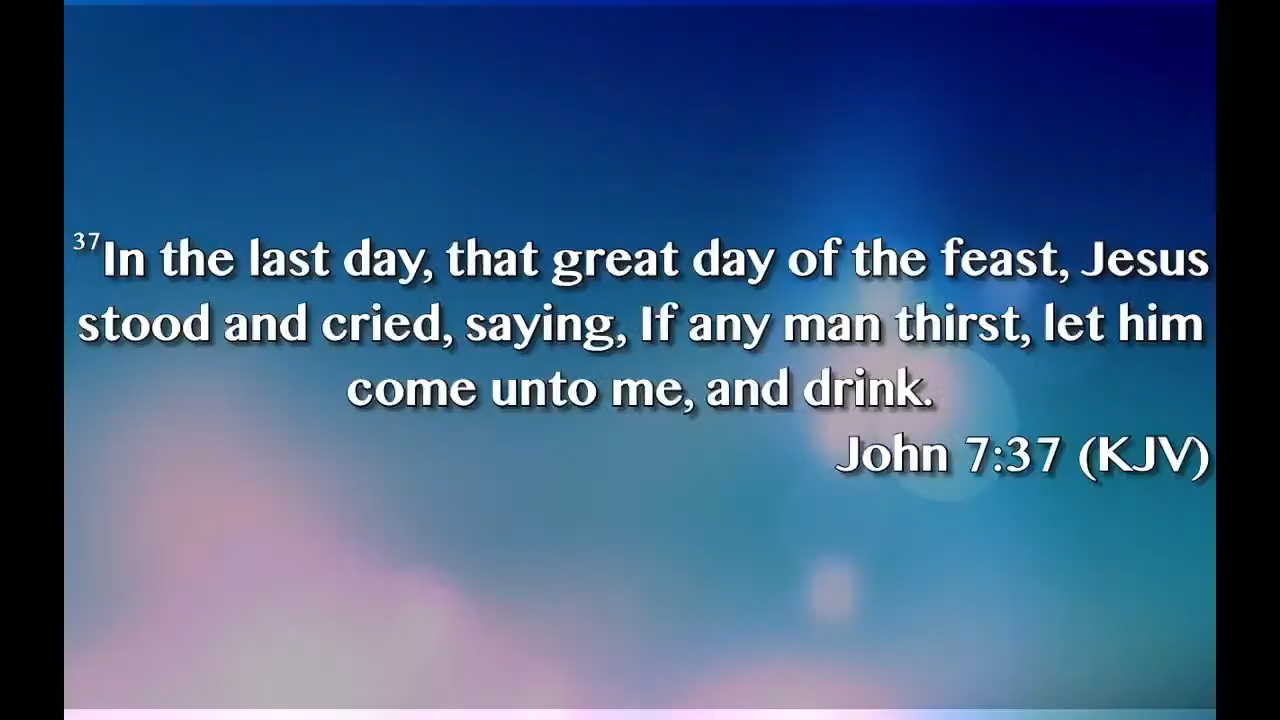 37In the last day, that great day of the feast, Jesus
stood and cried, saying, If any man thirst, let him
come unto me, and drink.
John 7:37 (KJV)